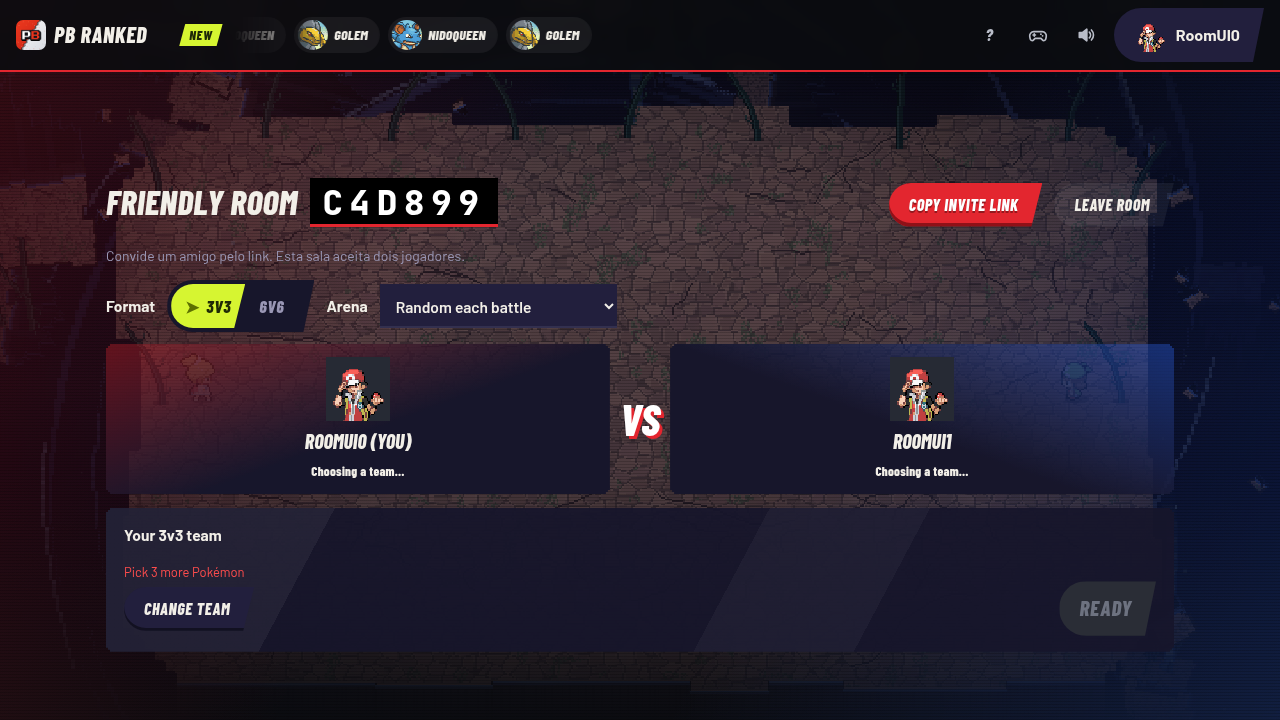 PB PB RANKED NEW QUEEN GOLEM NIDOQUEEN GOLEM ? RoomUI0
FRIENDLY ROOM C4D899 COPY INVITE LINK LEAVE ROOM
Convide um amigo pelo link. Esta sala aceita dois jogadores.
Format 3V3 6V6 Arena Random each battle
ROOMUI0 (YOU) VS ROOMUI1
Choosing a team... Choosing a team...
Your 3v3 team
Pick 3 more Pokémon
CHANGE TEAM READY